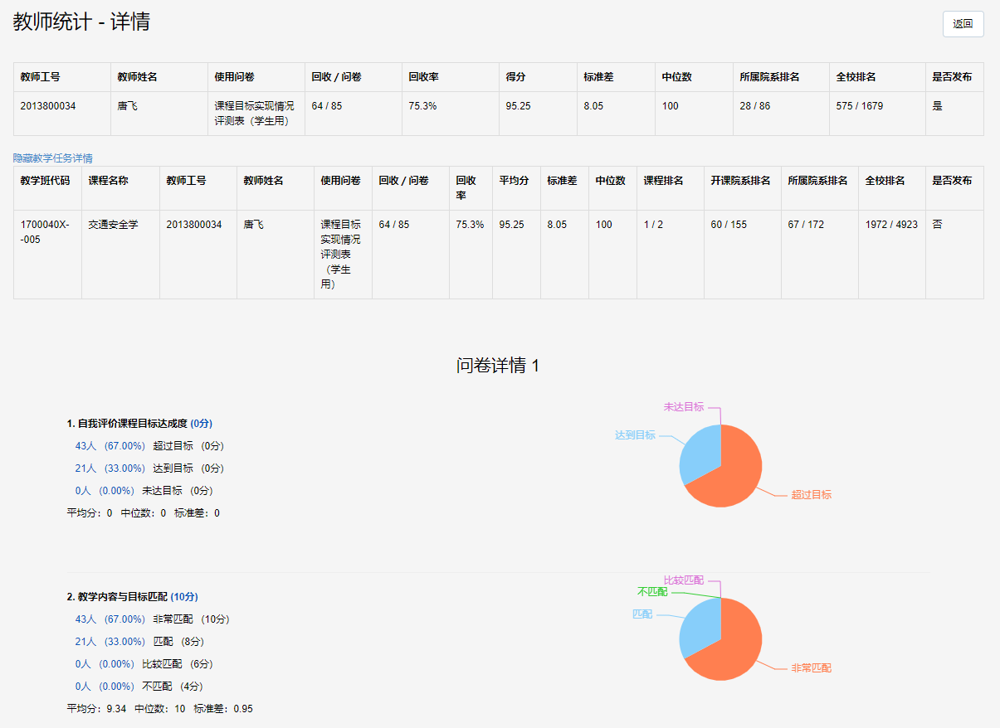 教师统计 - 详情
返回
教师工号 教师姓名 使用问卷 回收 / 问卷 回收率 得分 标准差 中位数 所属院系排名 全校排名 是否发布
2013800034 唐飞 课程目标实现情况 64 / 85 75.3% 95.25 8.05 100 28 / 86 575 / 1679 是
评测表（学生用）
隐藏教学任务详情
教学班代码 课程名称 教师工号 教师姓名 使用问卷 回收 / 问卷 回收 平均分 标准差 中位数 课程排名 开课院系排名 所属院系排名 全校排名 是否发布
率
1700040X- 交通安全学 2013800034 唐飞 课程目标 64 / 85 75.3% 95.25 8.05 100 1 / 2 60 / 155 67 / 172 1972 / 4923 否
-005 实现情况
评测表
（学生
用）
问卷详情 1
1. 自我评价课程目标达成度 (0分)
43人 (67.00%) 超过目标 (0分)
21人 (33.00%) 达到目标 (0分)
0人 (0.00%) 未达目标 (0分)
平均分：0 中位数：0 标准差：0
未达目标
达到目标
超过目标
2. 教学内容与目标匹配 (10分)
43人 (67.00%) 非常匹配 (10分)
21人 (33.00%) 匹配 (8分)
0人 (0.00%) 比较匹配 (6分)
0人 (0.00%) 不匹配 (4分)
平均分：9.34 中位数：10 标准差：0.95
比较匹配
不匹配
匹配
非常匹配